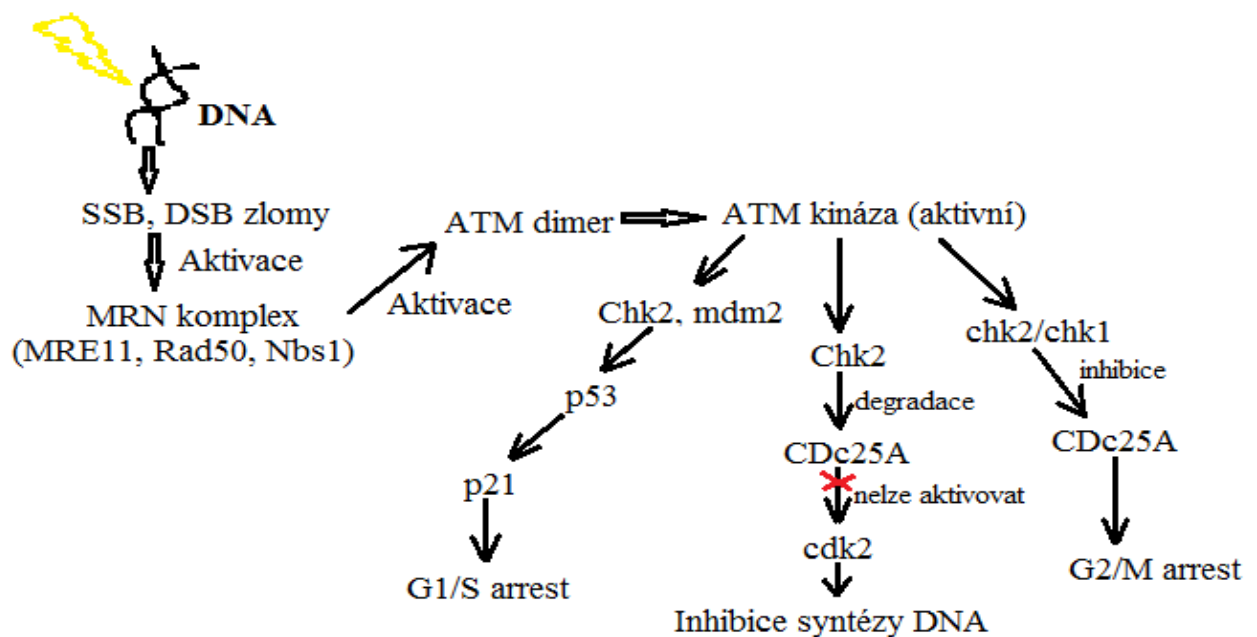 DNA
SSB, DSB zlomy
Aktivace
MRN komplex
(MRE11, Rad50, Nbs1)
Aktivace
ATM dimer
ATM kináza (aktivní)
Chk2, mdm2
p53
p21
G1/S arrest
Chk2
degradace
CDc25A
nelze aktivovat
cdk2
Inhibice syntézy DNA
chk2/chk1
inhibice
CDc25A
G2/M arrest